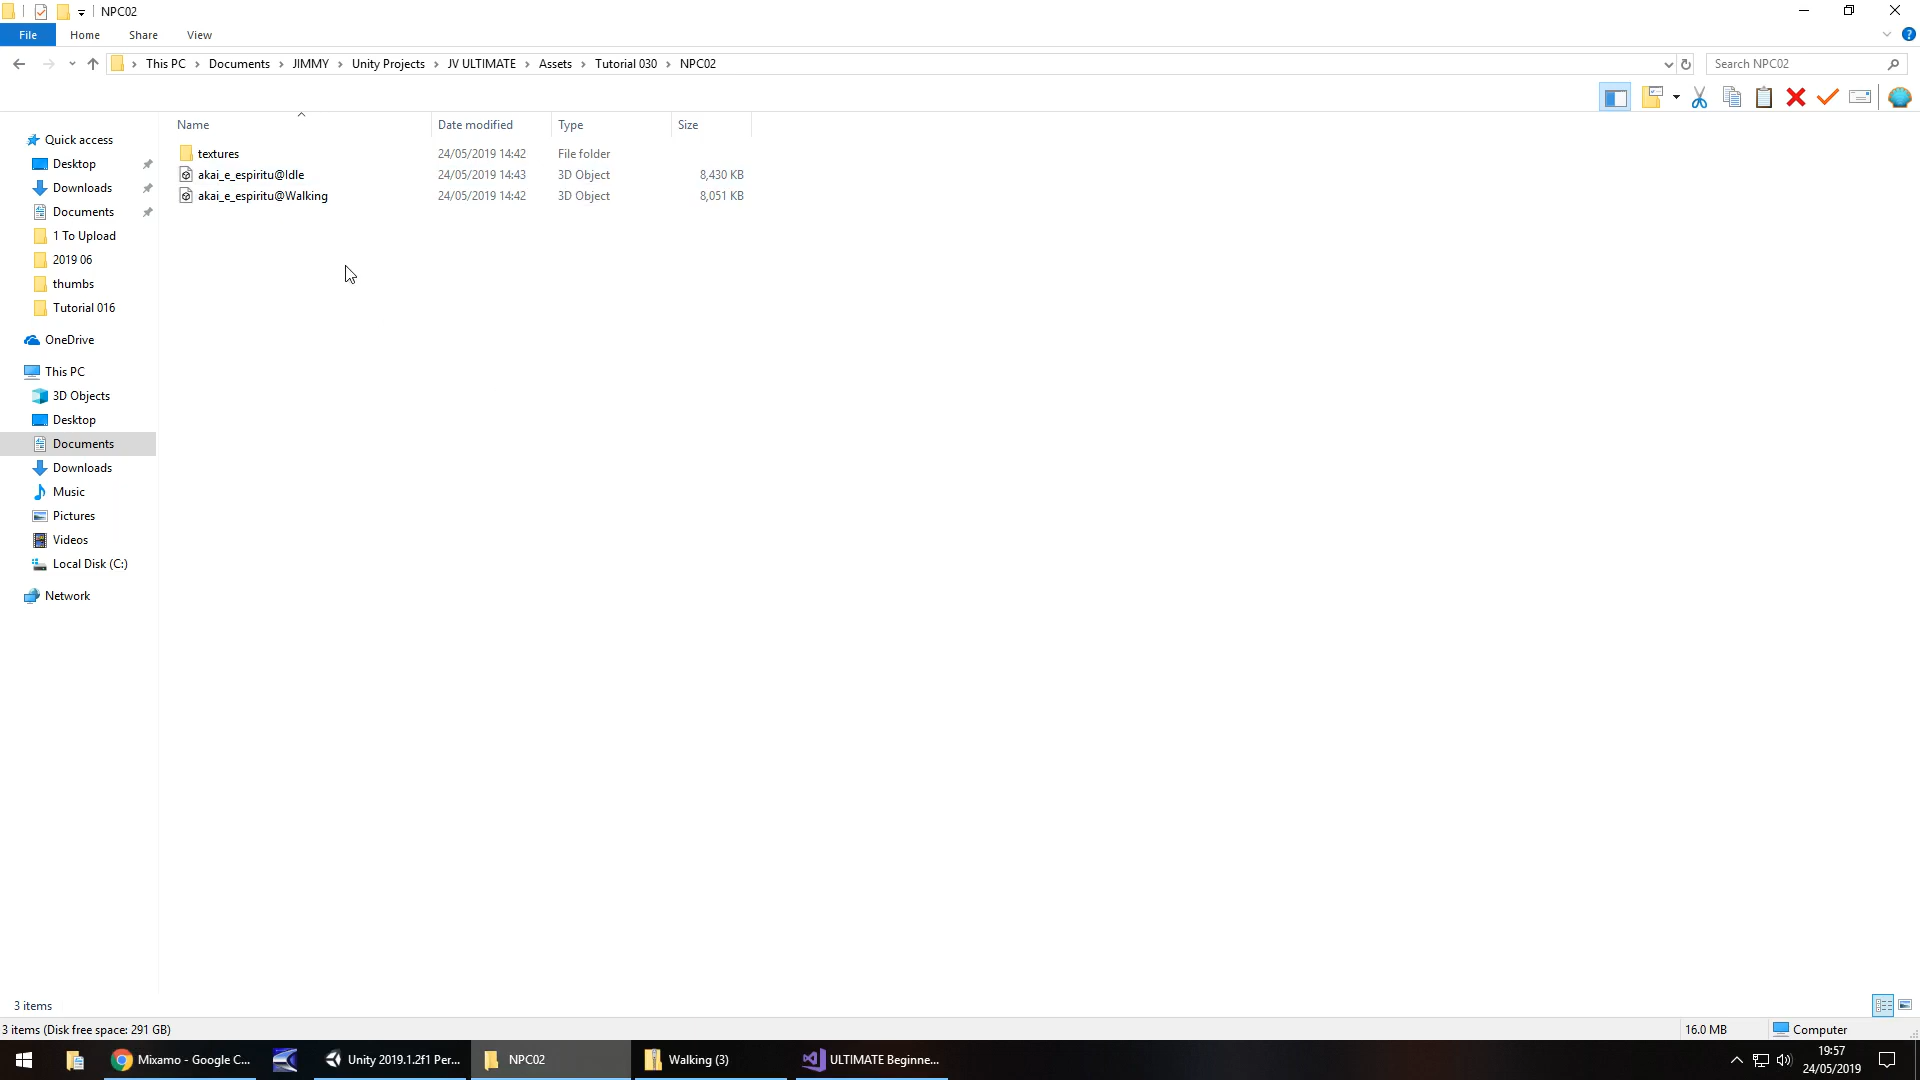 NPC02
File Home Share View
This PC Documents JIMMY Unity Projects JV ULTIMATE Assets Tutorial 030 NPC02
Search NPC02
Name Date modified Type Size
textures 24/05/2019 14:42 File folder
akai_e_espiritu@Idle 24/05/2019 14:43 3D Object 8,430 KB
akai_e_espiritu@Walking 24/05/2019 14:42 3D Object 8,051 KB
Quick access
Desktop
Downloads
Documents
1 To Upload
2019 06
thumbs
Tutorial 016
OneDrive
This PC
3D Objects
Desktop
Documents
Downloads
Music
Pictures
Videos
Local Disk (C:)
Network
3 items
3 items (Disk free space: 291 GB) 16.0 MB Computer
Mixamo - Google C... Unity 2019.1.2f1 Per... NPC02 Walking (3) ULTIMATE Beginne...
19:57
24/05/2019